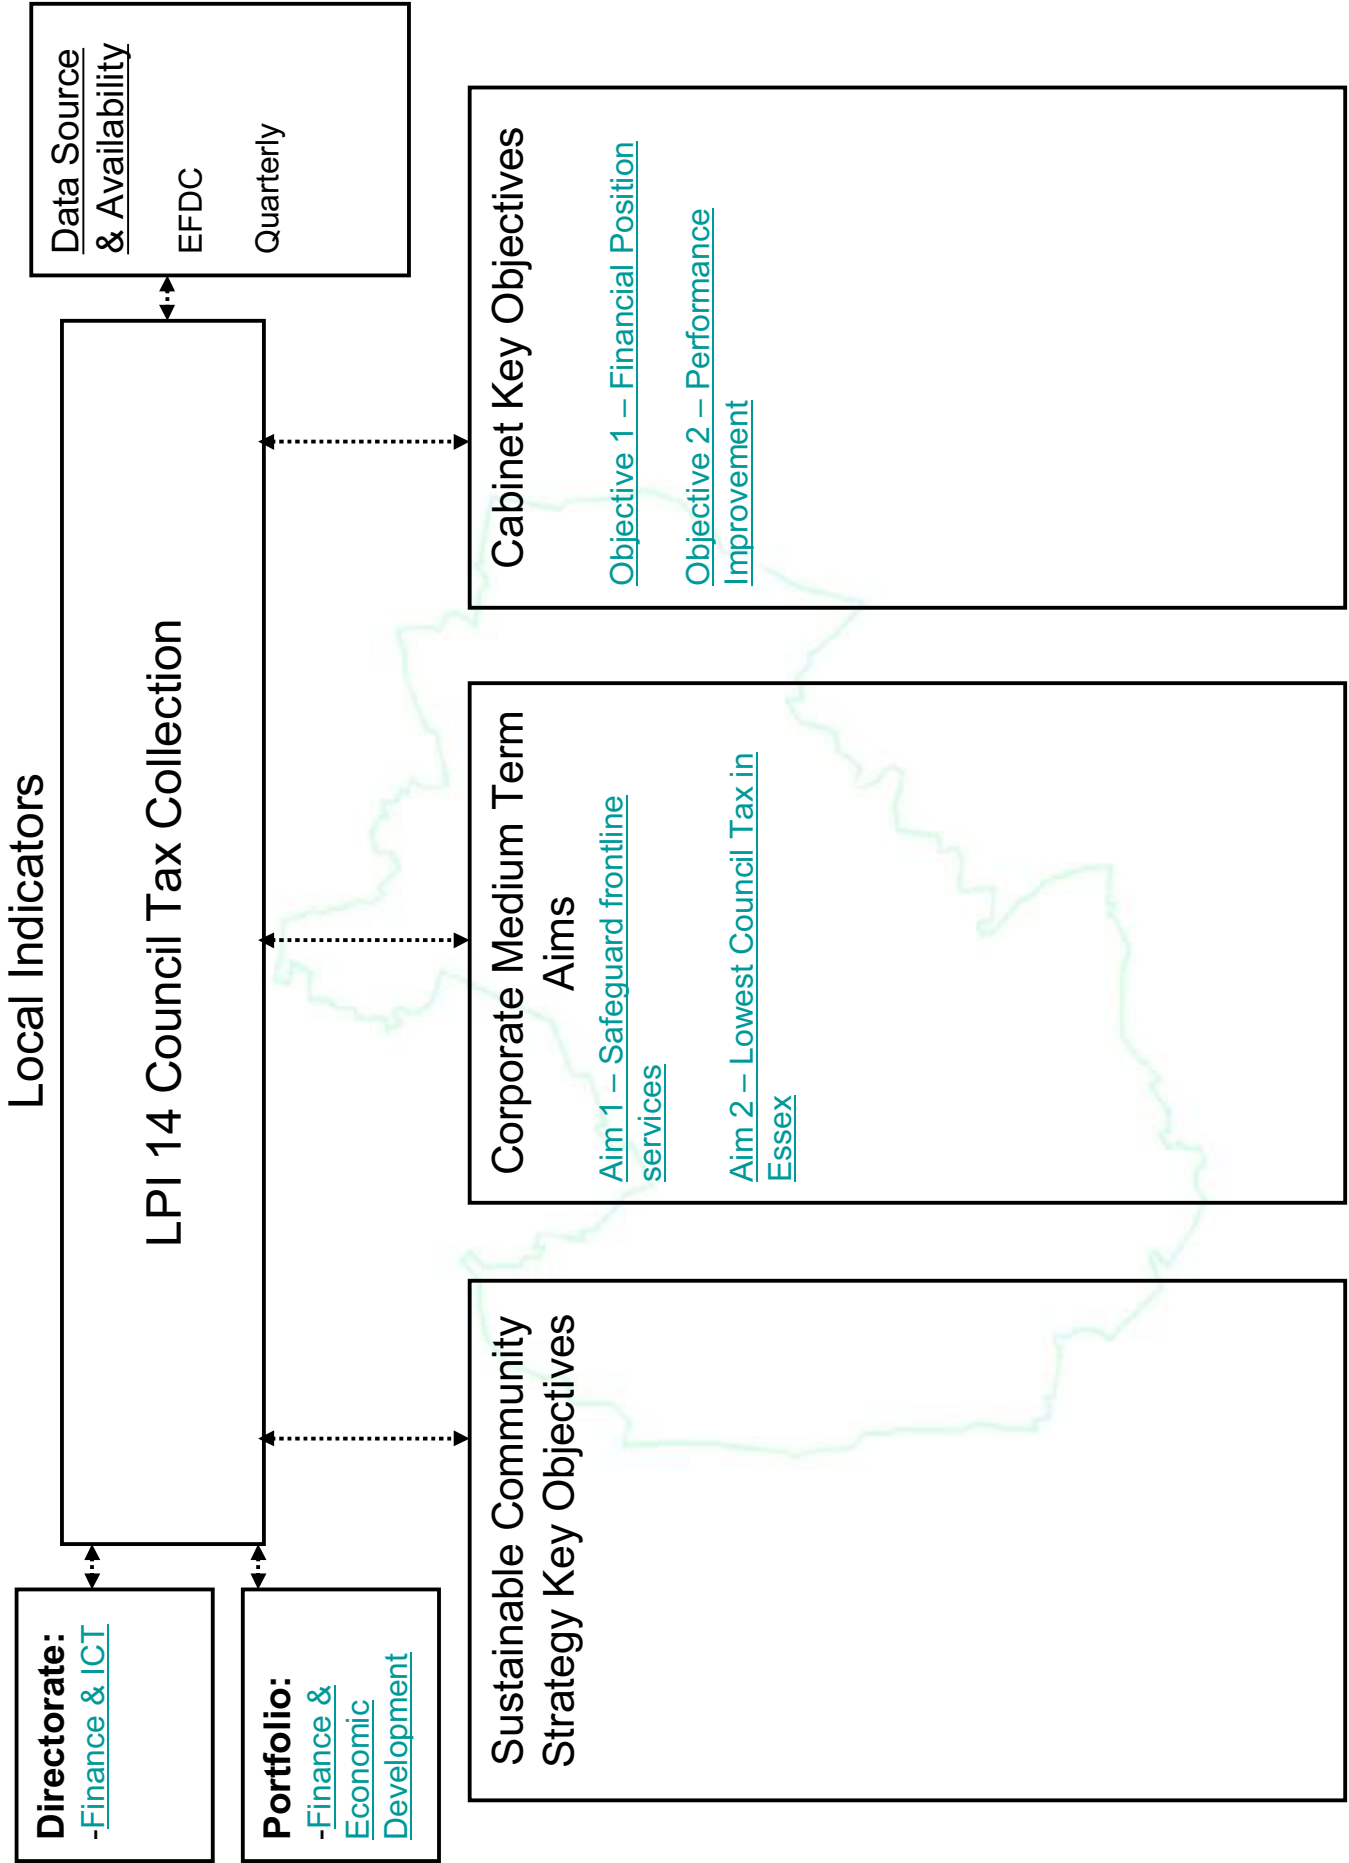 Local Indicators
Directorate:
-Finance & ICT
Portfolio:
-Finance &
Economic
Development
LPI 14 Council Tax Collection
Data Source
& Availability
EFDC
Quarterly
Sustainable Community
Strategy Key Objectives
Corporate Medium Term
Aims
Aim 1 – Safeguard frontline
services
Aim 2 – Lowest Council Tax in
Essex
Cabinet Key Objectives
Objective 1 – Financial Position
Objective 2 – Performance
Improvement